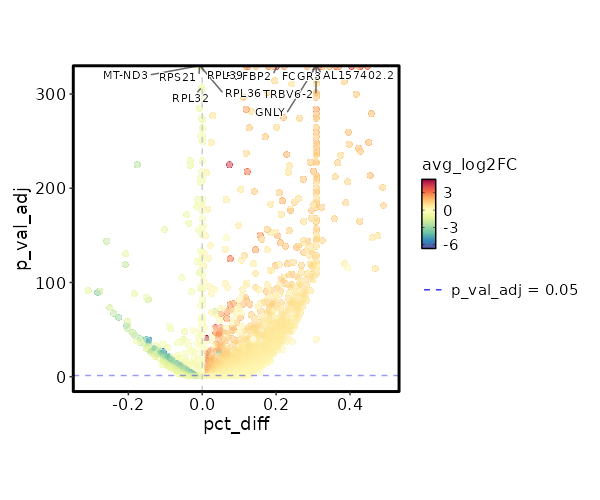 MT-ND3
RPS21
RPL39
FBP2
FCGR3
AL157402.2
RPL32
RPL36
TRBV6-2
GNLY
300
200
100
0
p_val_adj
-0.2
0.0
0.2
0.4
pct_diff
avg_log2FC
3
0
-3
-6
p_val_adj = 0.05